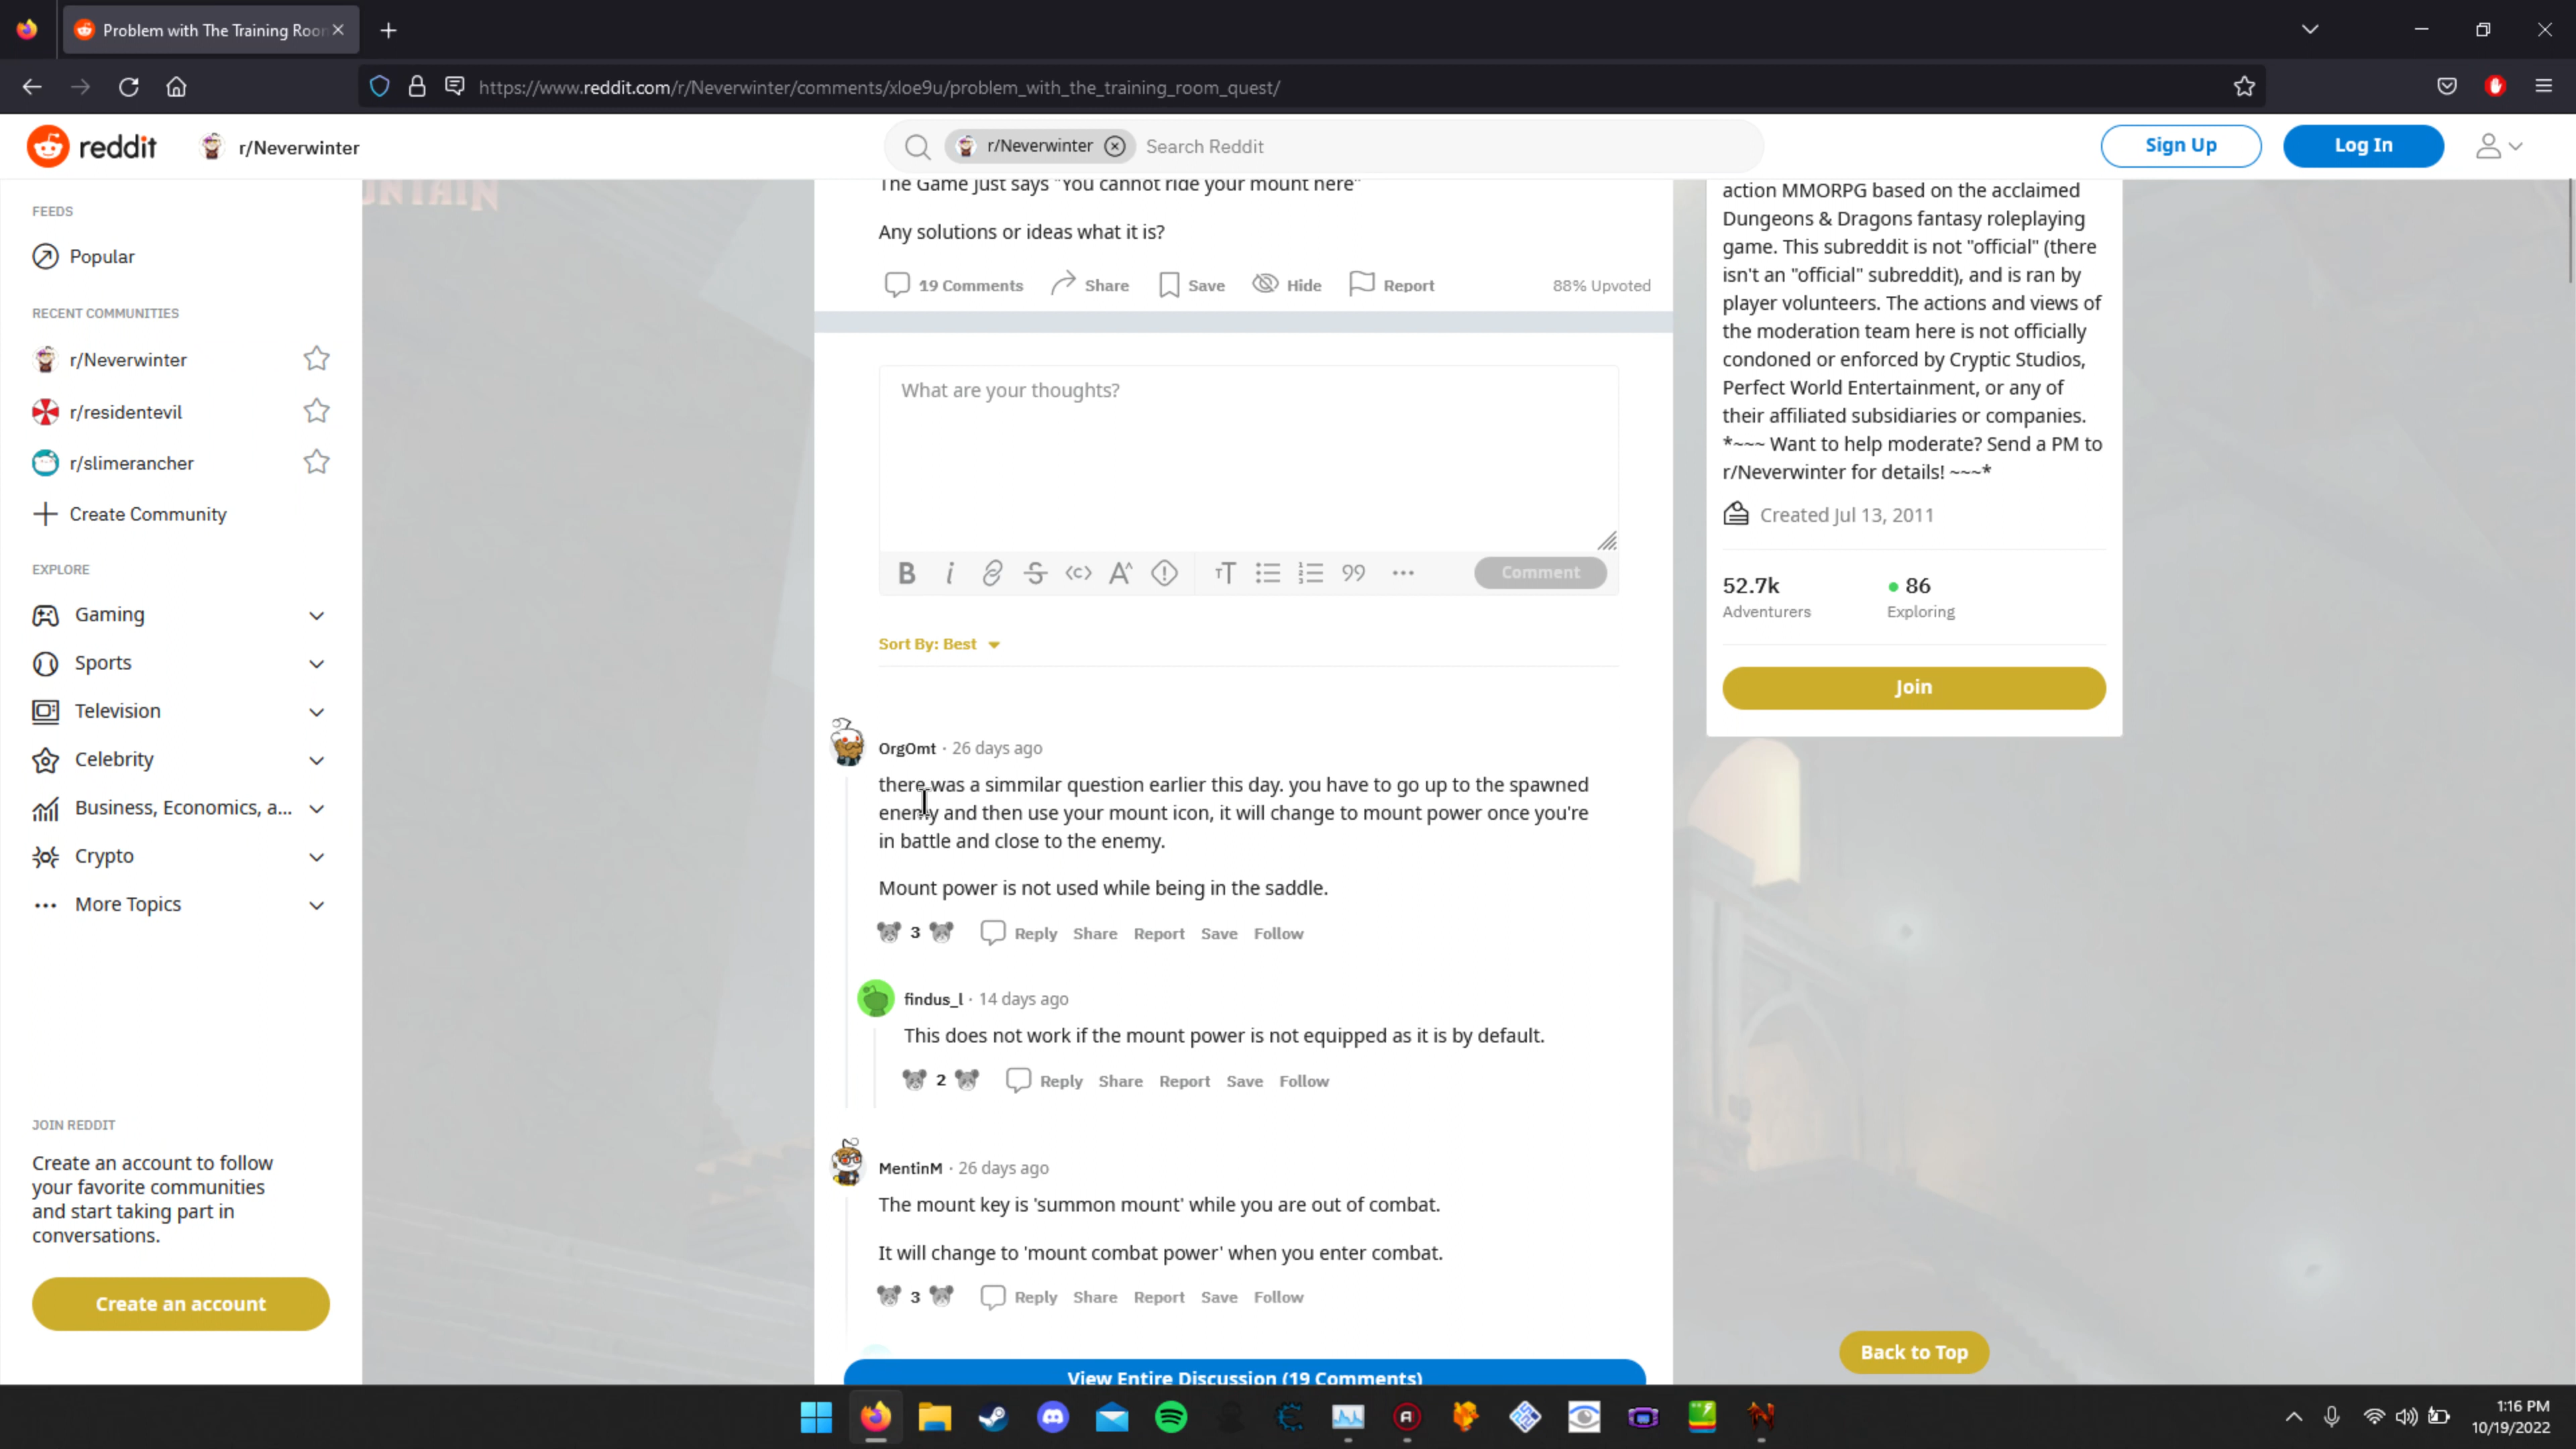 Problem with The Training Roor
https://www.reddit.com/r/Neverwinter/comments/xloe9u/problem_with_the_training_room_quest/
reddit
r/Neverwinter
r/Neverwinter
Search Reddit
Sign Up
Log In
FEEDS
Popular
RECENT COMMUNITIES
r/Neverwinter
r/residentevil
r/slimerancher
Create Community
EXPLORE
Gaming
Sports
Television
Celebrity
Business, Economics, a...
Crypto
More Topics
JOIN REDDIT
Create an account to follow
your favorite communities
and start taking part in
conversations.
Create an account
UNTAIN
The Game just says "You cannot ride your mount here"
Any solutions or ideas what it is?
19 Comments Share Save Hide Report 88% Upvoted
What are your thoughts?
Comment
Sort By: Best
OrgOmt · 26 days ago
there was a simmilar question earlier this day. you have to go up to the spawned
enemy and then use your mount icon, it will change to mount power once you're
in battle and close to the enemy.
Mount power is not used while being in the saddle.
3 Reply Share Report Save Follow
findus_l · 14 days ago
This does not work if the mount power is not equipped as it is by default.
2 Reply Share Report Save Follow
MentinM · 26 days ago
The mount key is 'summon mount' while you are out of combat.
It will change to 'mount combat power' when you enter combat.
3 Reply Share Report Save Follow
View Entire Discussion (19 Comments)
action MMORPG based on the acclaimed
Dungeons & Dragons fantasy roleplaying
game. This subreddit is not "official" (there
isn't an "official" subreddit), and is ran by
player volunteers. The actions and views of
the moderation team here is not officially
condoned or enforced by Cryptic Studios,
Perfect World Entertainment, or any of
their affiliated subsidiaries or companies.
*~~~ Want to help moderate? Send a PM to
r/Neverwinter for details! ~~~*
Created Jul 13, 2011
52.7k 86
Adventurers Exploring
Join
Back to Top
1:16 PM
10/19/2022